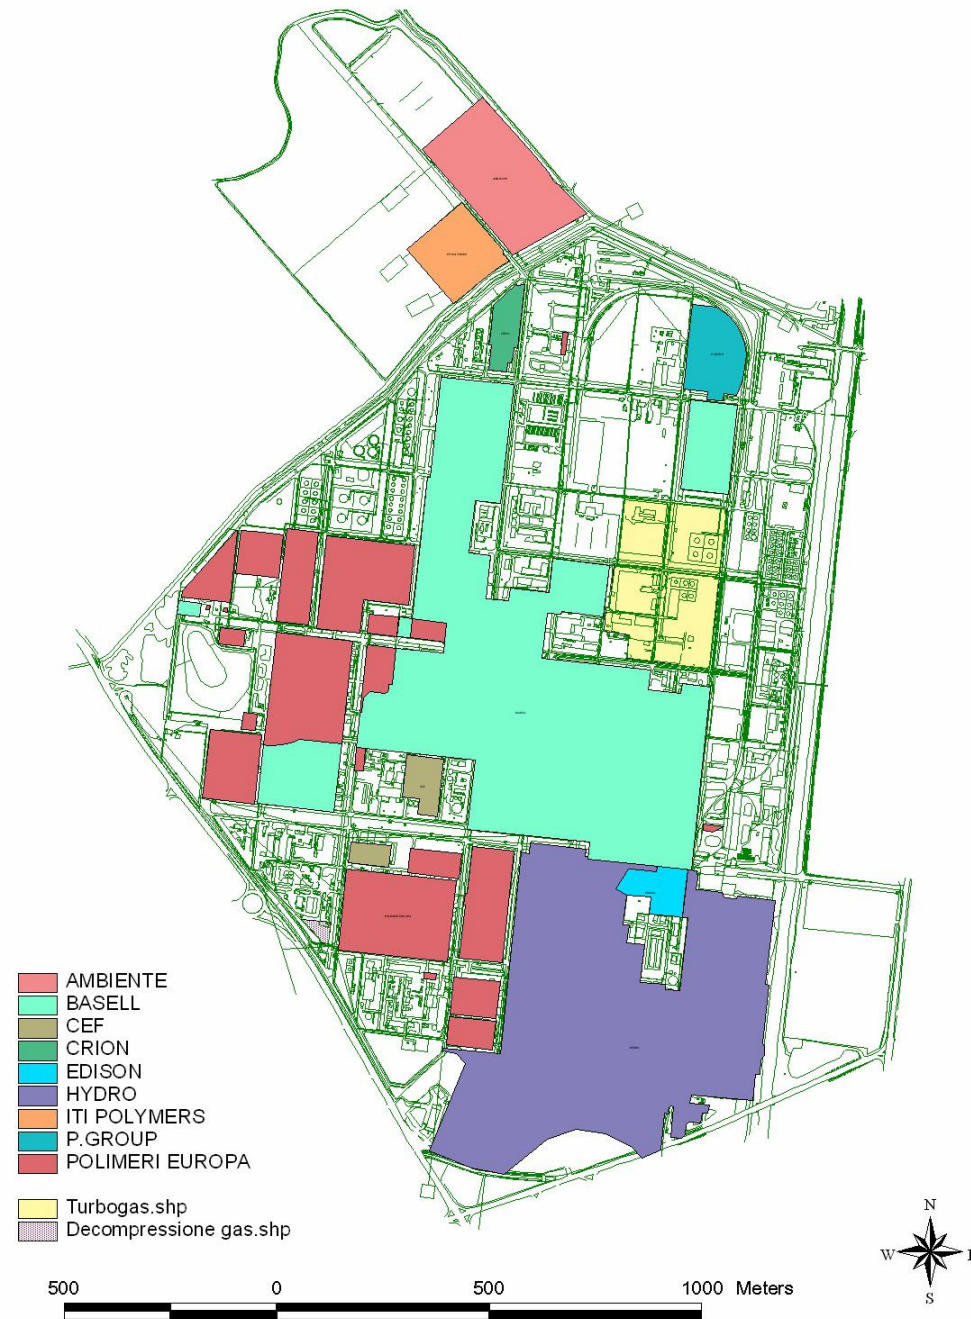 AMBIENTE
BASELL
CEF
CRION
EDISON
HYDRO
ITI POLYMERS
P.GROUP
POLIMERI EUROPA
Turbogas.shp
Decompressione gas.shp
N
W
S
500 0 500 1000 Meters